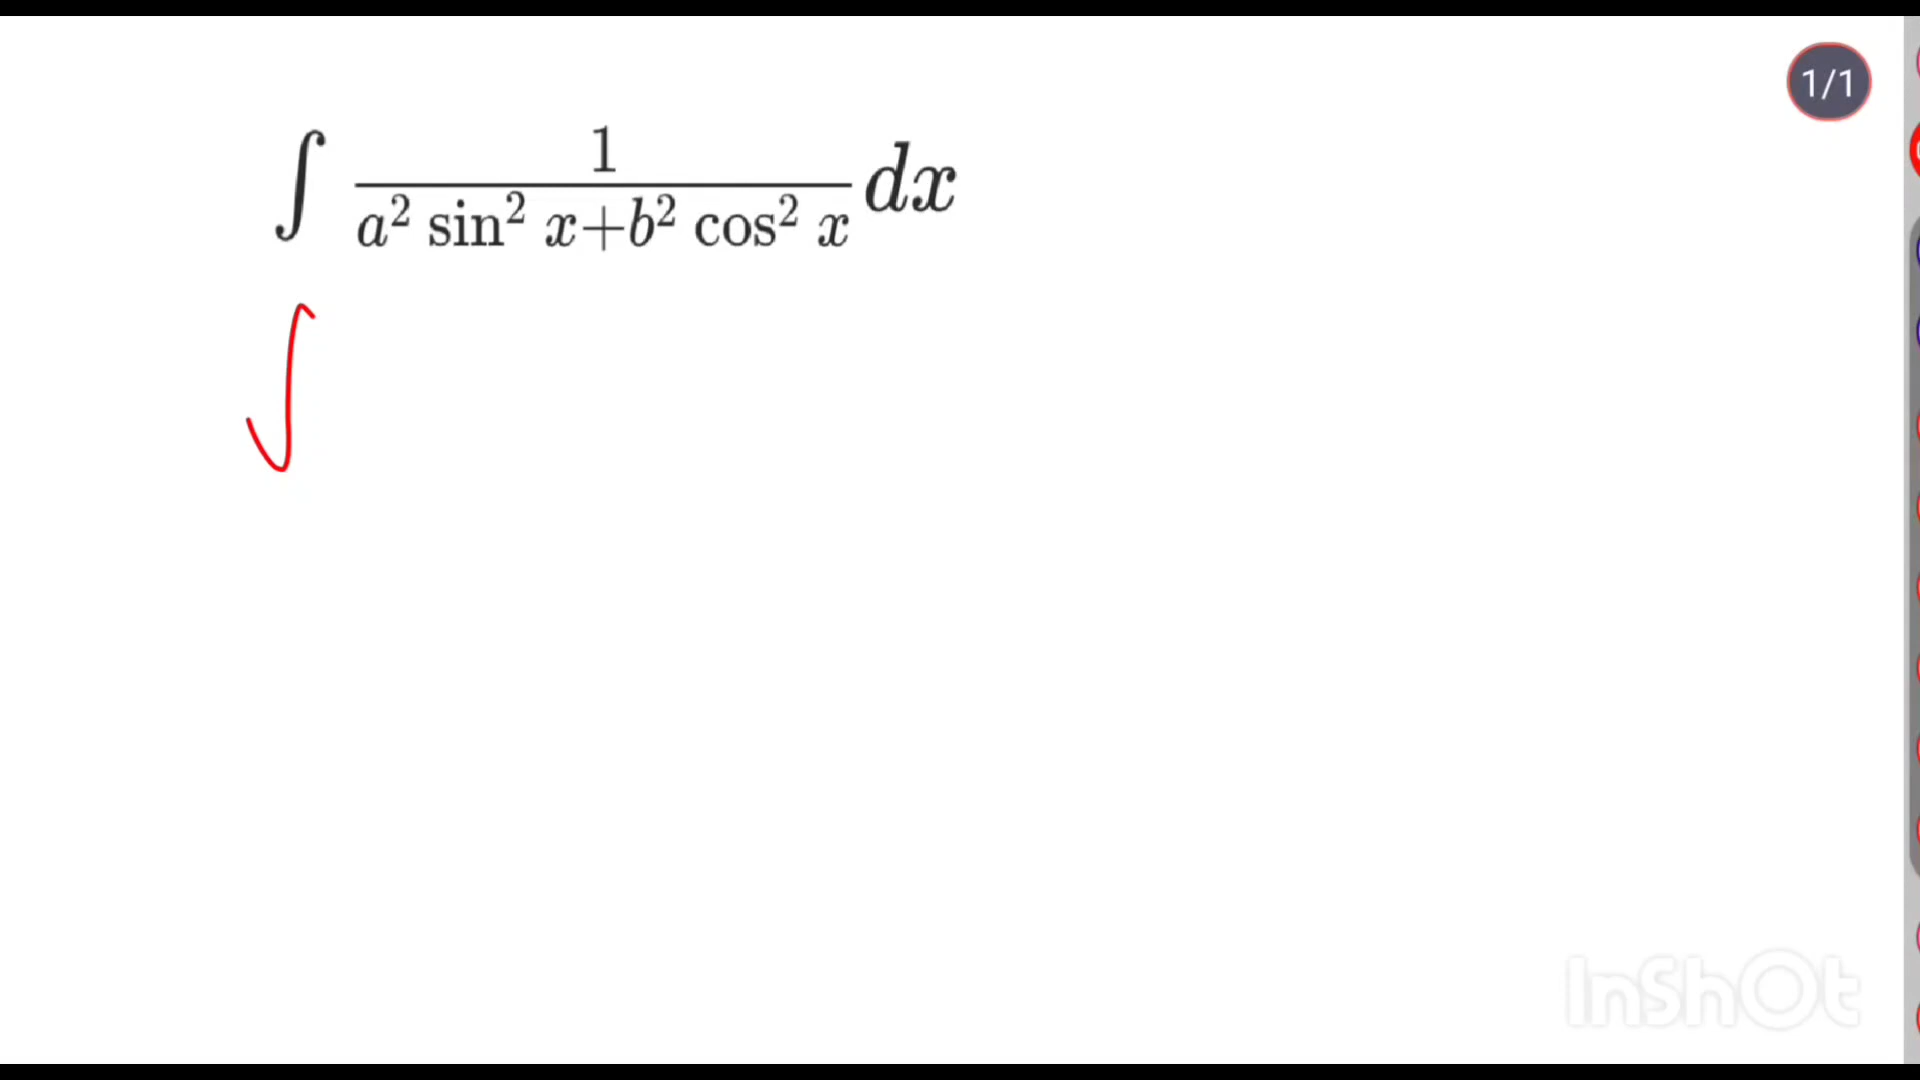 1/1
∫ 1/(a² sin² x+b² cos² x) dx
∫
InShOt